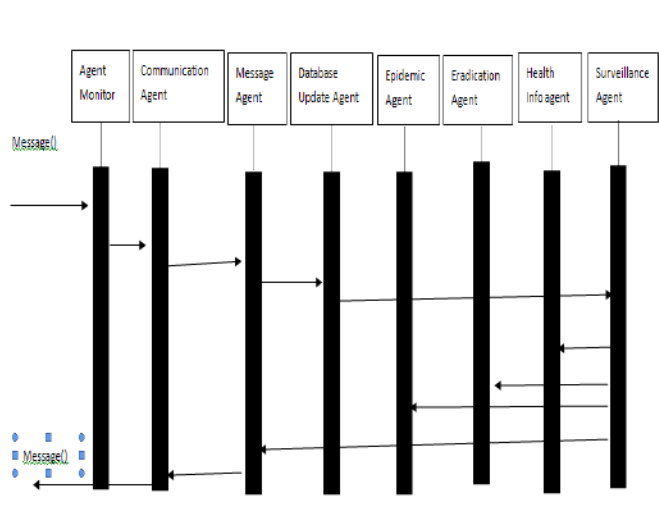 Agent
Monitor
Communication
Agent
Message
Agent
Database
Update Agent
Epidemic
Agent
Eradication
Agent
Health
Info agent
Surveillance
Agent
Message()
Message()